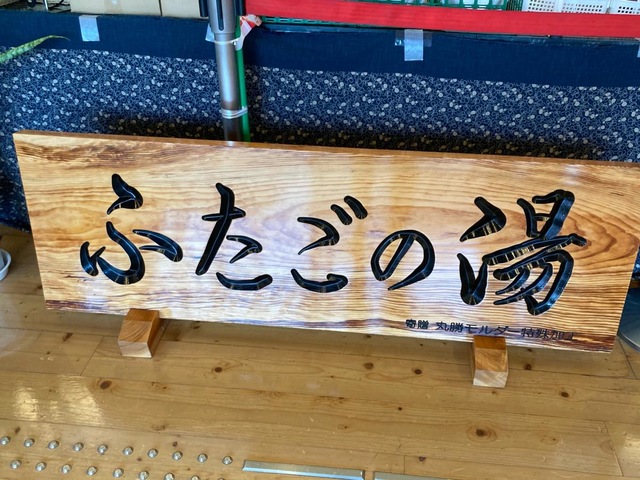 ふたごの湯
寄贈 丸勝モルダー特殊加工